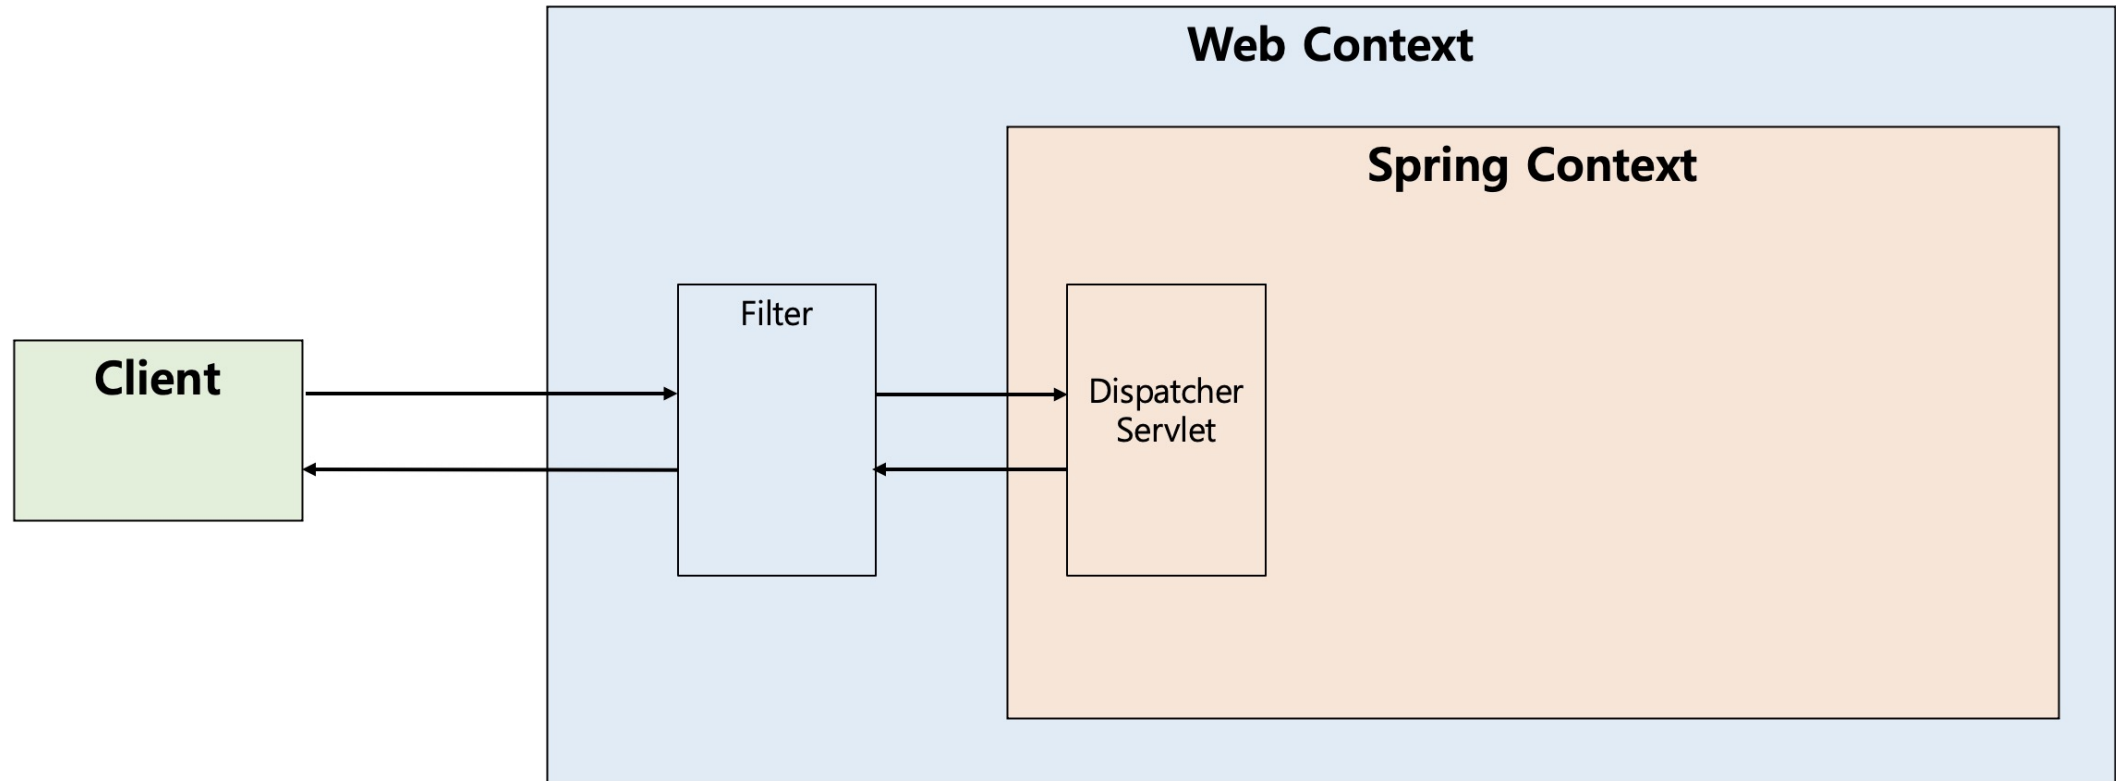 Web Context
Spring Context
Filter
Client
Dispatcher
Servlet